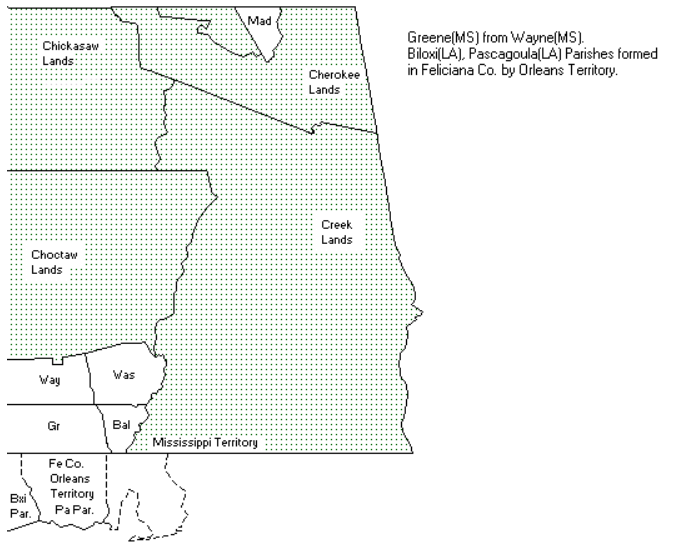 Mad
Greene(MS) from Wayne(MS).
Biloxi(LA), Pascagoula(LA) Parishes formed
in Feliciana Co. by Orleans Territory.
Chickasaw
Lands
Cherokee
Lands
Creek
Lands
Choctaw
Lands
Way
Was
Gr
Bal
Mississippi Territory
Fe Co.
Orleans
Territory
Pa Par.
Bxi
Par.